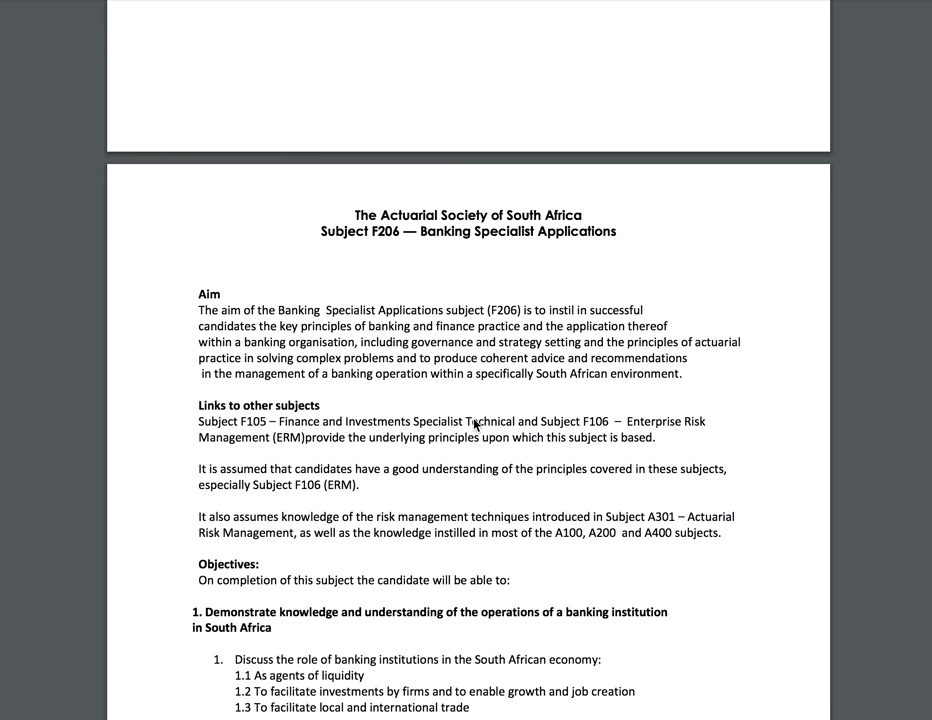 The Actuarial Society of South Africa
Subject F206 — Banking Specialist Applications
Aim
The aim of the Banking  Specialist Applications subject (F206) is to instil in successful
candidates the key principles of banking and finance practice and the application thereof
within a banking organisation, including governance and strategy setting and the principles of actuarial
practice in solving complex problems and to produce coherent advice and recommendations
in the management of a banking operation within a specifically South African environment.
Links to other subjects
Subject F105 – Finance and Investments Specialist Technical and Subject F106  –  Enterprise Risk
Management (ERM)provide the underlying principles upon which this subject is based.
It is assumed that candidates have a good understanding of the principles covered in these subjects,
especially Subject F106 (ERM).
It also assumes knowledge of the risk management techniques introduced in Subject A301 – Actuarial
Risk Management, as well as the knowledge instilled in most of the A100, A200  and A400 subjects.
Objectives:
On completion of this subject the candidate will be able to:
1. Demonstrate knowledge and understanding of the operations of a banking institution
in South Africa
1. Discuss the role of banking institutions in the South African economy:
1.1 As agents of liquidity
1.2 To facilitate investments by firms and to enable growth and job creation
1.3 To facilitate local and international trade